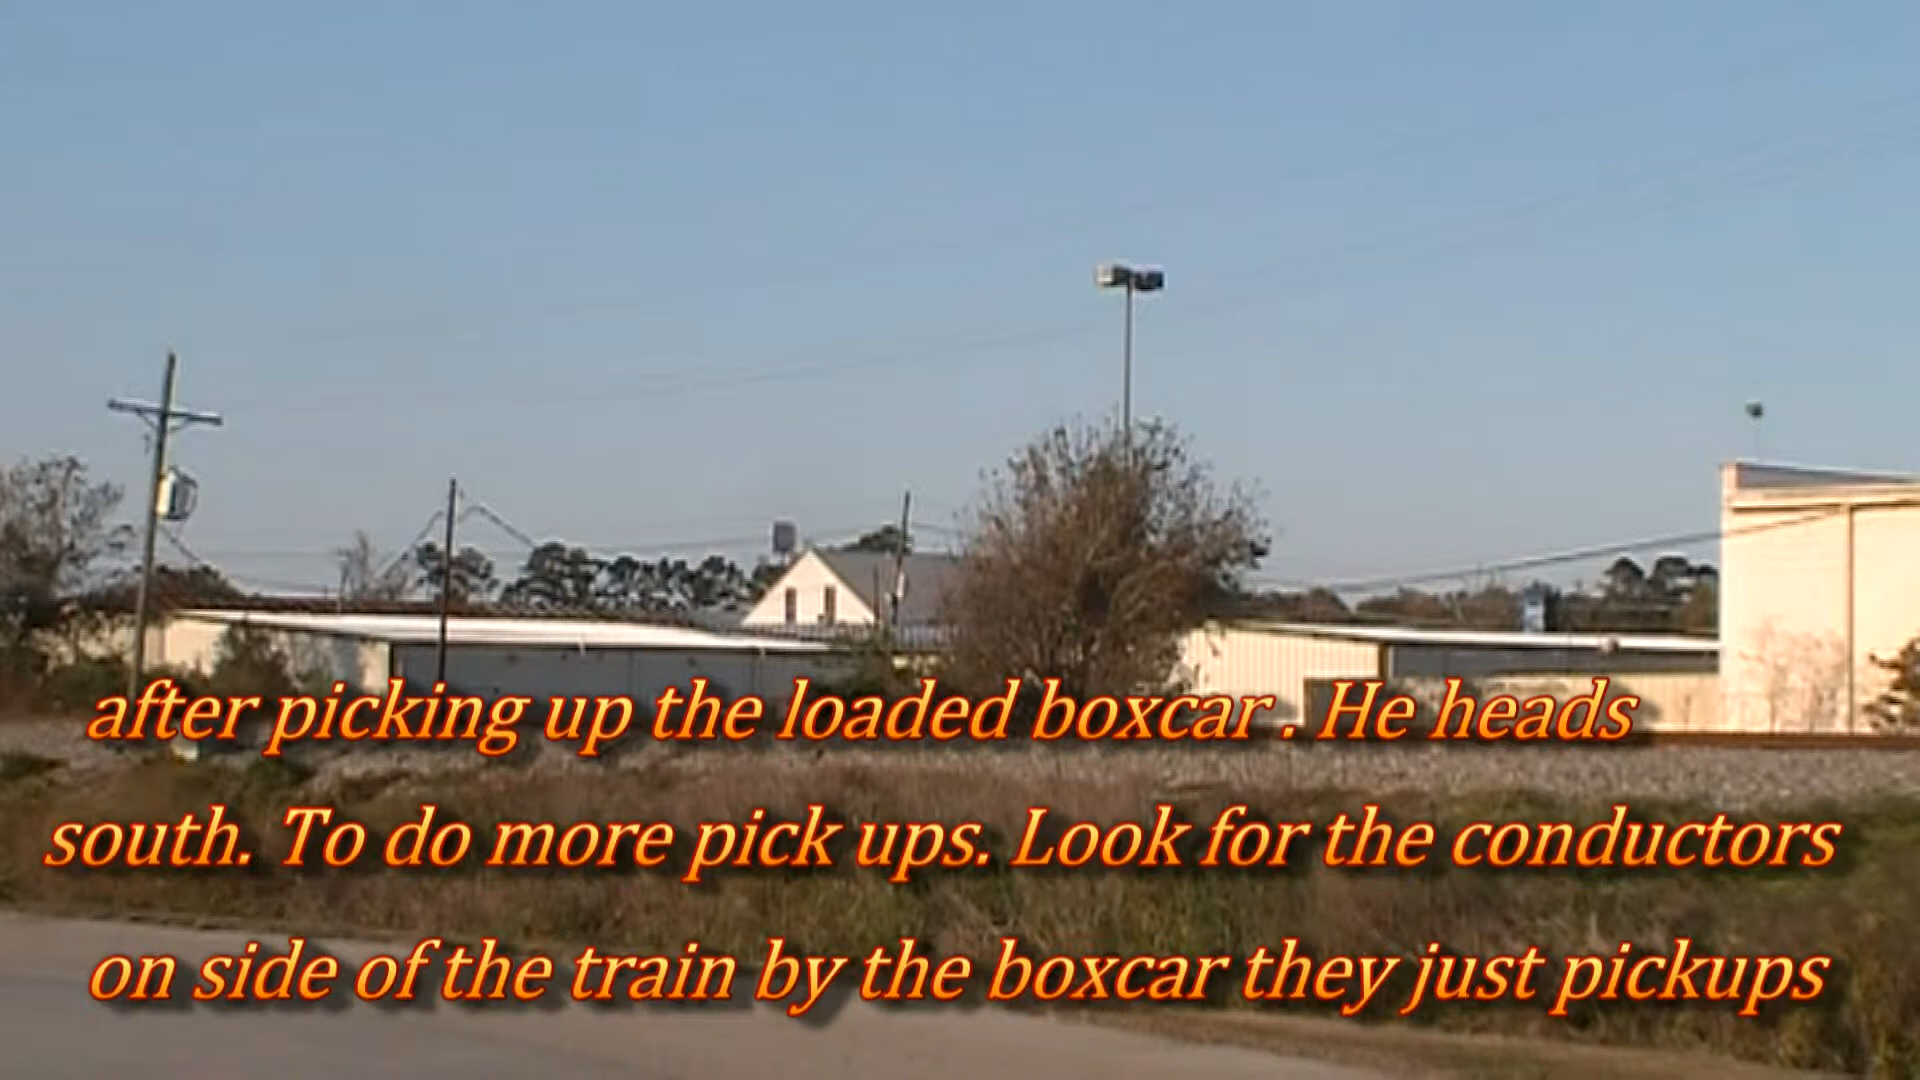 after picking up the loaded boxcar . He heads
south. To do more pick ups. Look for the conductors
on side of the train by the boxcar they just pickups